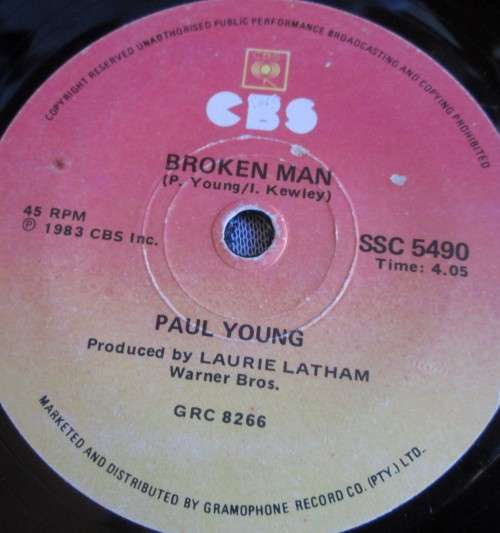 COPYRIGHT RESERVED UNAUTHORISED PUBLIC PERFORMANCE BROADCASTING AND COPYING PROHIBITED
CBS
BROKEN MAN
(P. Young/I. Kewley)
45 RPM
℗ 1983 CBS Inc.
SSC 5490
Time: 4.05
PAUL YOUNG
Produced by LAURIE LATHAM
Warner Bros.
GRC 8266
MARKETED AND DISTRIBUTED BY GRAMOPHONE RECORD CO. (PTY.) LTD.